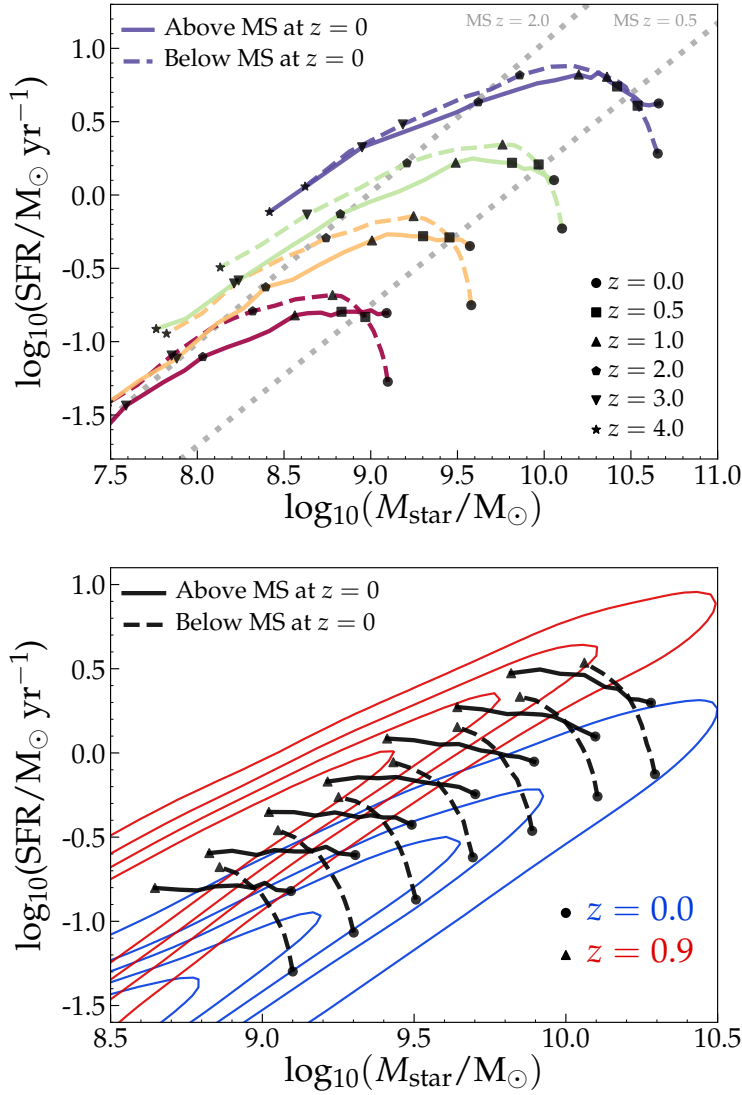 Above MS at z = 0
Below MS at z = 0
MS z = 2.0
MS z = 0.5
1.0
0.5
0.0
-0.5
-1.0
-1.5
log₁₀(SFR/M☉ yr⁻¹)
z = 0.0
z = 0.5
z = 1.0
z = 2.0
z = 3.0
z = 4.0
7.5 8.0 8.5 9.0 9.5 10.0 10.5 11.0
log₁₀(M_star/M☉)
Above MS at z = 0
Below MS at z = 0
1.0
0.5
0.0
-0.5
-1.0
-1.5
log₁₀(SFR/M☉ yr⁻¹)
z = 0.0
z = 0.9
8.5 9.0 9.5 10.0 10.5
log₁₀(M_star/M☉)